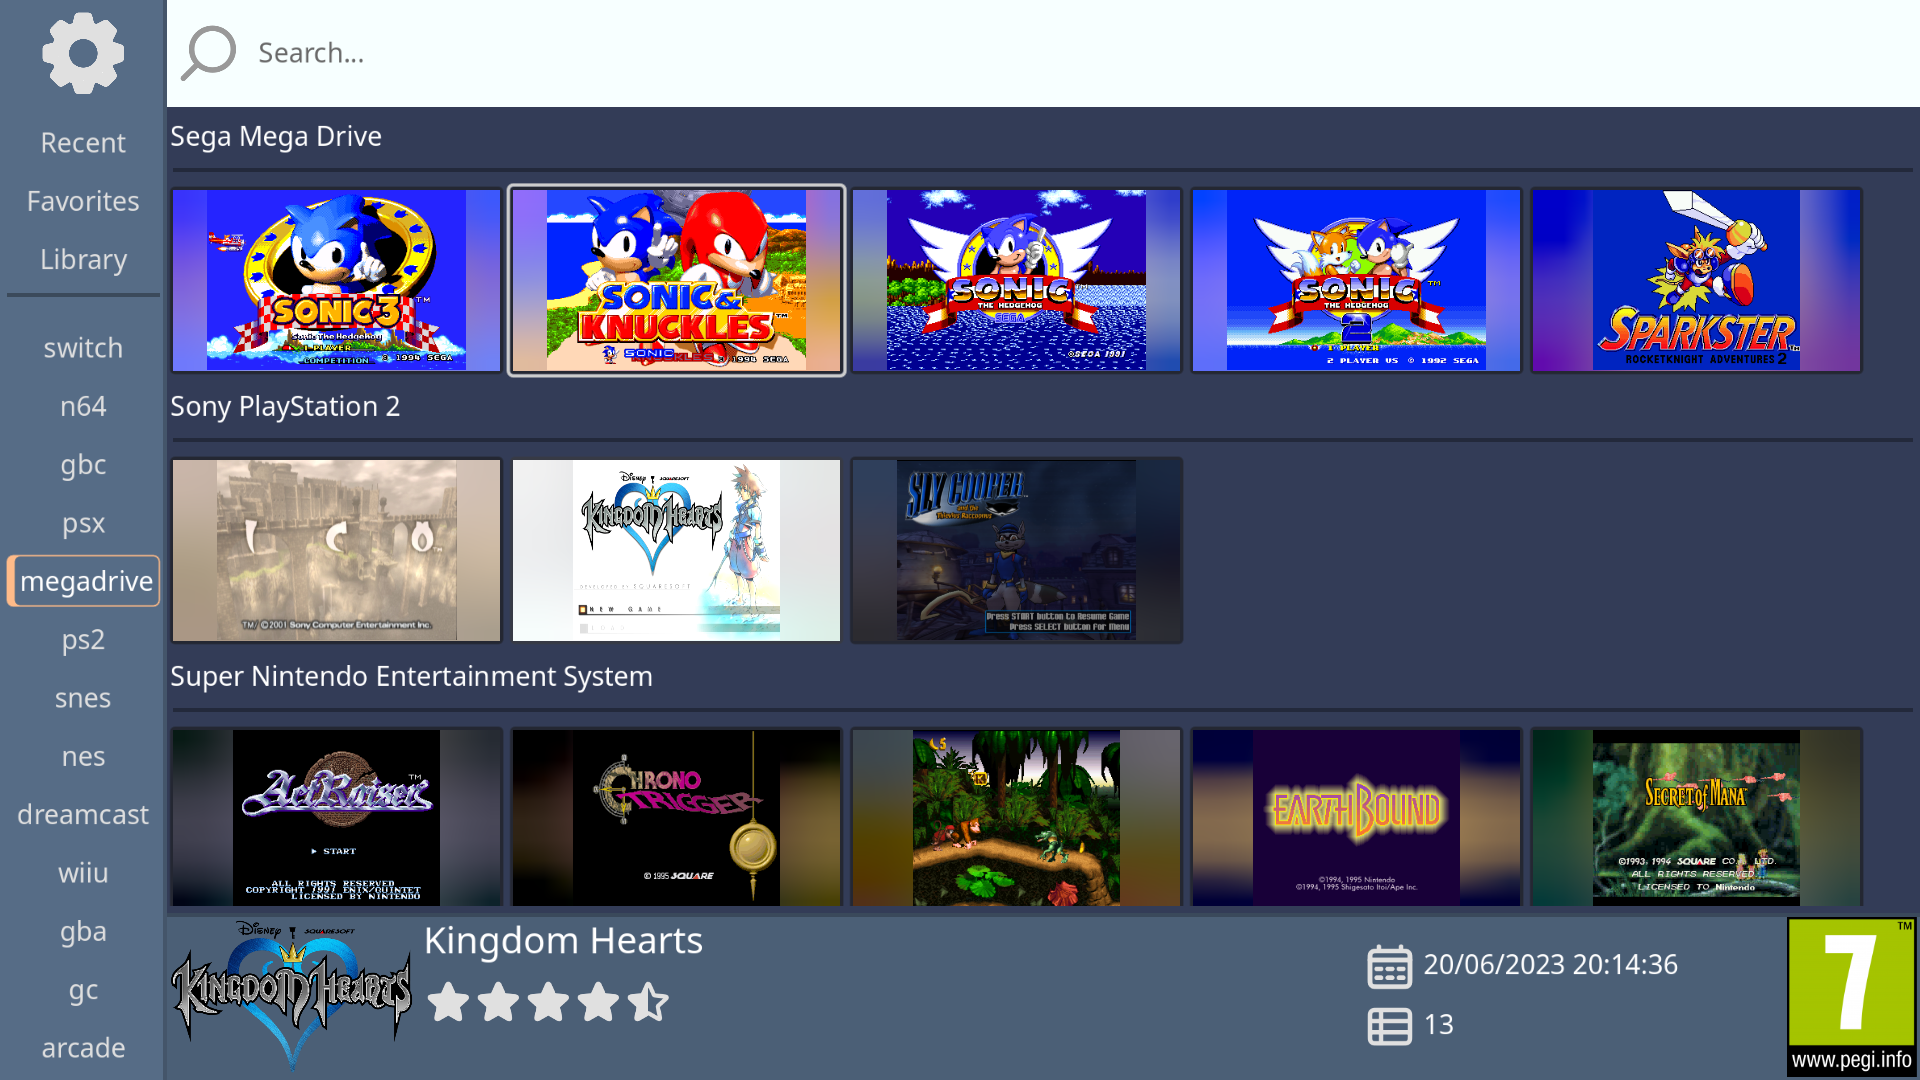 Search...
Recent
Favorites
Library
switch
n64
gbc
psx
megadrive
ps2
snes
nes
dreamcast
wiiu
gba
gc
arcade
Sega Mega Drive
SONIC 3 TM
Sonic The Hedgehog
1 PLAYER
COMPETITION © 1994 SEGA
SONIC &
KNUCKLES TM
SONIC
KNUCKLES © 1994 SEGA
SONIC TM
THE HEDGEHOG
SEGA
©SEGA 1991
SONIC TM
THE HEDGEHOG
2
1 PLAYER
2 PLAYER VS © 1992 SEGA
SPARKSTER TM
ROCKETKNIGHT ADVENTURES 2
Sony PlayStation 2
ICO TM
TM/©2001 Sony Computer Entertainment Inc.
Disney SQUARESOFT
KINGDOM HEARTS
DEVELOPED BY SQUARESOFT
NEW GAME
LOAD
SLY COOPER
and the
Thievius Raccoonus
Press START button to Resume Game
Press SELECT button for Menu
Super Nintendo Entertainment System
ActRaiser TM
► START
ALL RIGHTS RESERVED
COPYRIGHT 1991 ENIX/QUINTET
LICENSED BY NINTENDO
CHRONO
TRIGGER
© 1995 SQUARE
5
K
EARTHBOUND
©1994, 1995 Nintendo
©1994, 1995 Shigesato Itoi/Ape Inc.
SECRET of MANA
©1993, 1994 SQUARE CO., LTD.
ALL RIGHTS RESERVED.
LICENSED TO Nintendo
Disney SQUARESOFT
KINGDOM HEARTS
Kingdom Hearts
20/06/2023 20:14:36
13
TM
7
www.pegi.info